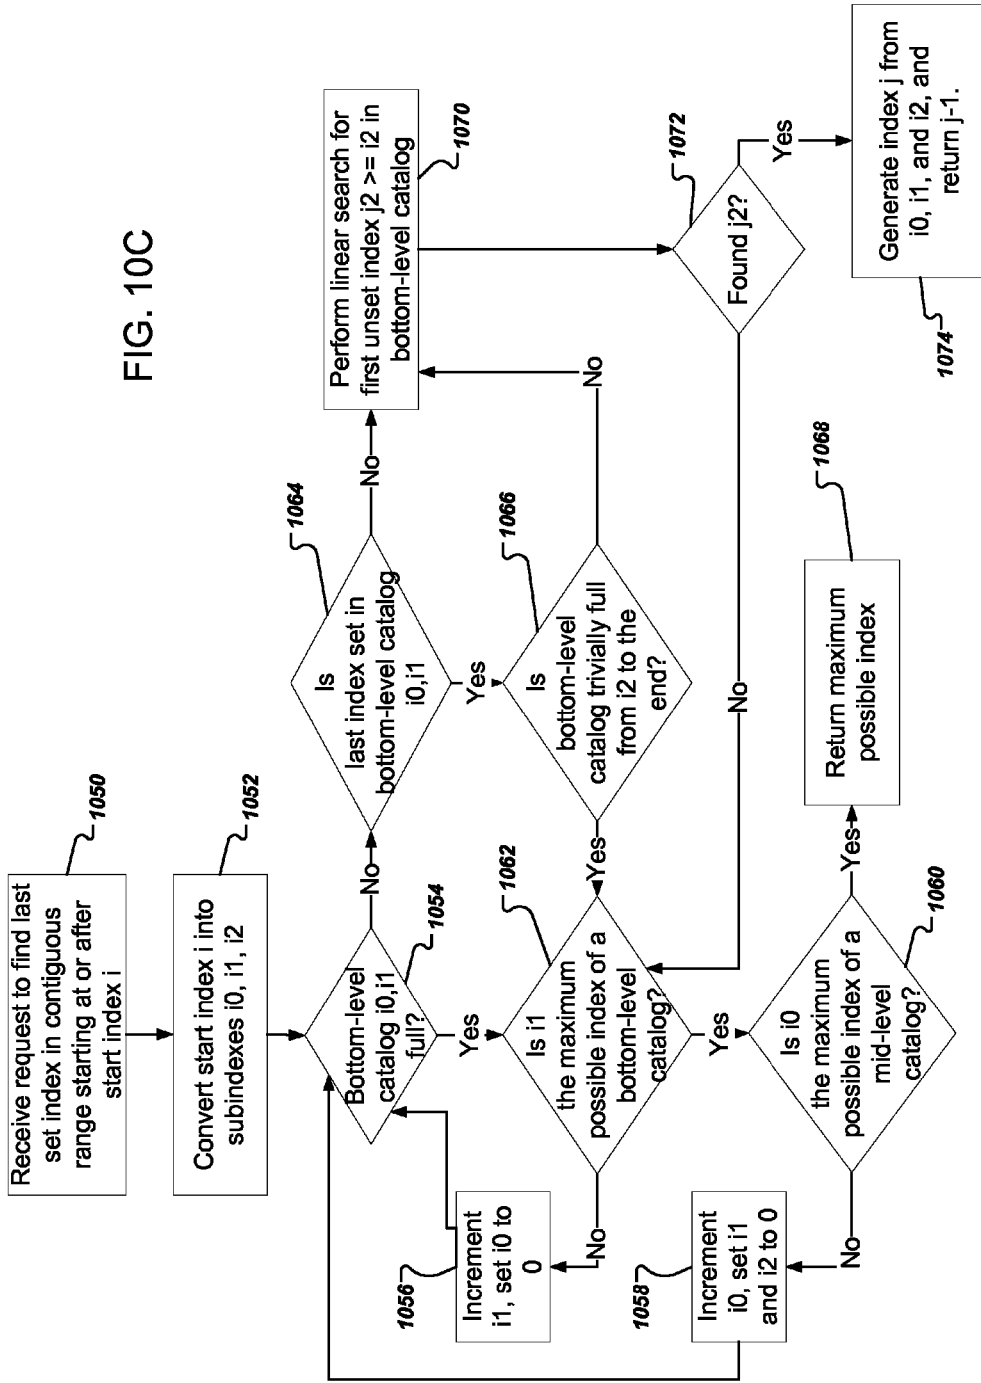 FIG. 10C
Receive request to find last
set index in contiguous
range starting at or after
start index i
1050
Convert start index i into
subindexes i0, i1, i2
1052
Bottom-level
catalog i0,i1
full?
1054
No
Yes
Is
last index set in
bottom-level catalog
i0,i1
1064
No
Yes
Perform linear search for
first unset index j2 >= i2 in
bottom-level catalog
1070
Increment
i1, set i0 to
0
1056
Is i1
the maximum
possible index of a
bottom-level
catalog?
1062
No
Yes
Yes
Is
bottom-level
catalog trivially full
from i2 to the
end?
1066
No
Found j2?
1072
No
Yes
Increment
i0, set i1
and i2 to 0
1058
No
Is i0
the maximum
possible index of a
mid-level
catalog?
1060
Yes
Return maximum
possible index
1068
Generate index j from
i0, i1, and i2, and
return j-1.
1074